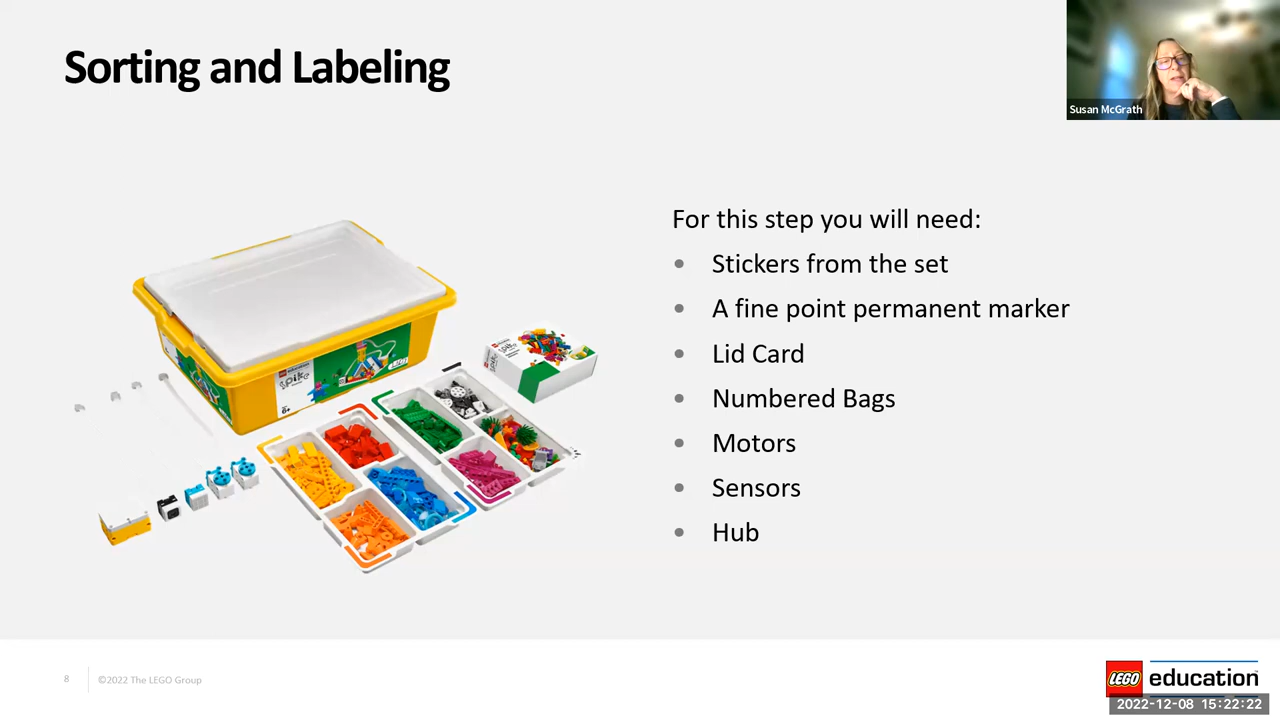 Sorting and Labeling
Susan McGrath
For this step you will need:
• Stickers from the set
• A fine point permanent marker
• Lid Card
• Numbered Bags
• Motors
• Sensors
• Hub
6+
8
©2022 The LEGO Group
LEGO education
2022-12-08 15:22:22